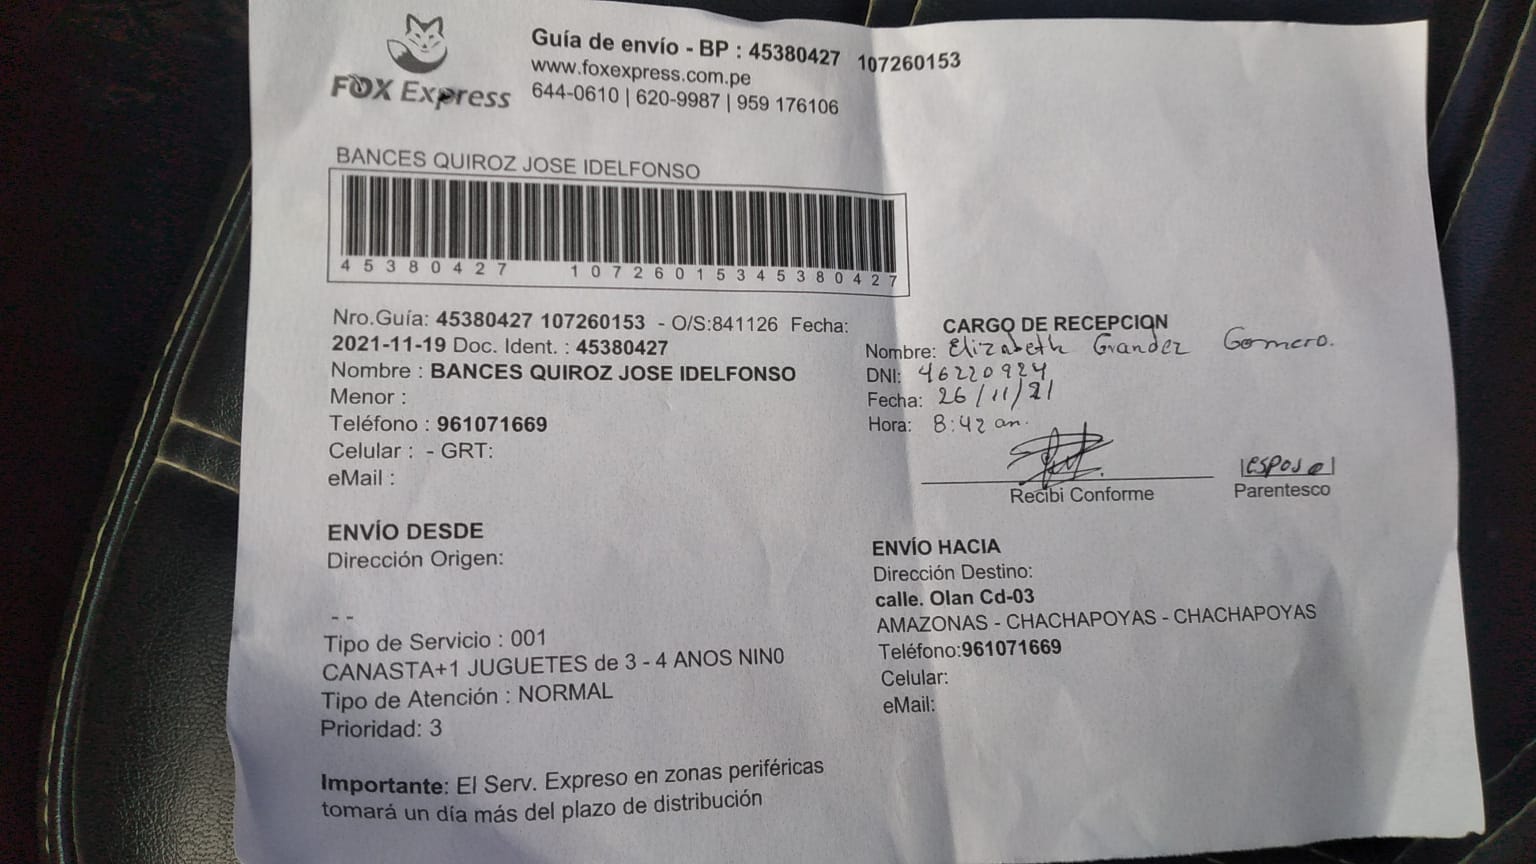 FOX Express
Guía de envío - BP : 45380427 107260153
www.foxexpress.com.pe
644-0610 | 620-9987 | 959 176106
BANCES QUIROZ JOSE IDELFONSO
45380427 10726015345380427
Nro.Guía: 45380427 107260153 - O/S:841126 Fecha:
2021-11-19 Doc. Ident. : 45380427
Nombre : BANCES QUIROZ JOSE IDELFONSO
Menor :
Teléfono : 961071669
Celular : - GRT:
eMail :
CARGO DE RECEPCION
Nombre: Elizabeth Grandez Gomero.
DNI: 46220924
Fecha: 26/11/21
Hora: 8:42 am.
Recibi Conforme
esposo
Parentesco
ENVÍO DESDE
Dirección Origen:
- -
Tipo de Servicio : 001
CANASTA+1 JUGUETES de 3 - 4 ANOS NIN0
Tipo de Atención : NORMAL
Prioridad: 3
ENVÍO HACIA
Dirección Destino:
calle. Olan Cd-03
AMAZONAS - CHACHAPOYAS - CHACHAPOYAS
Teléfono:961071669
Celular:
eMail:
Importante: El Serv. Expreso en zonas periféricas
tomará un día más del plazo de distribución